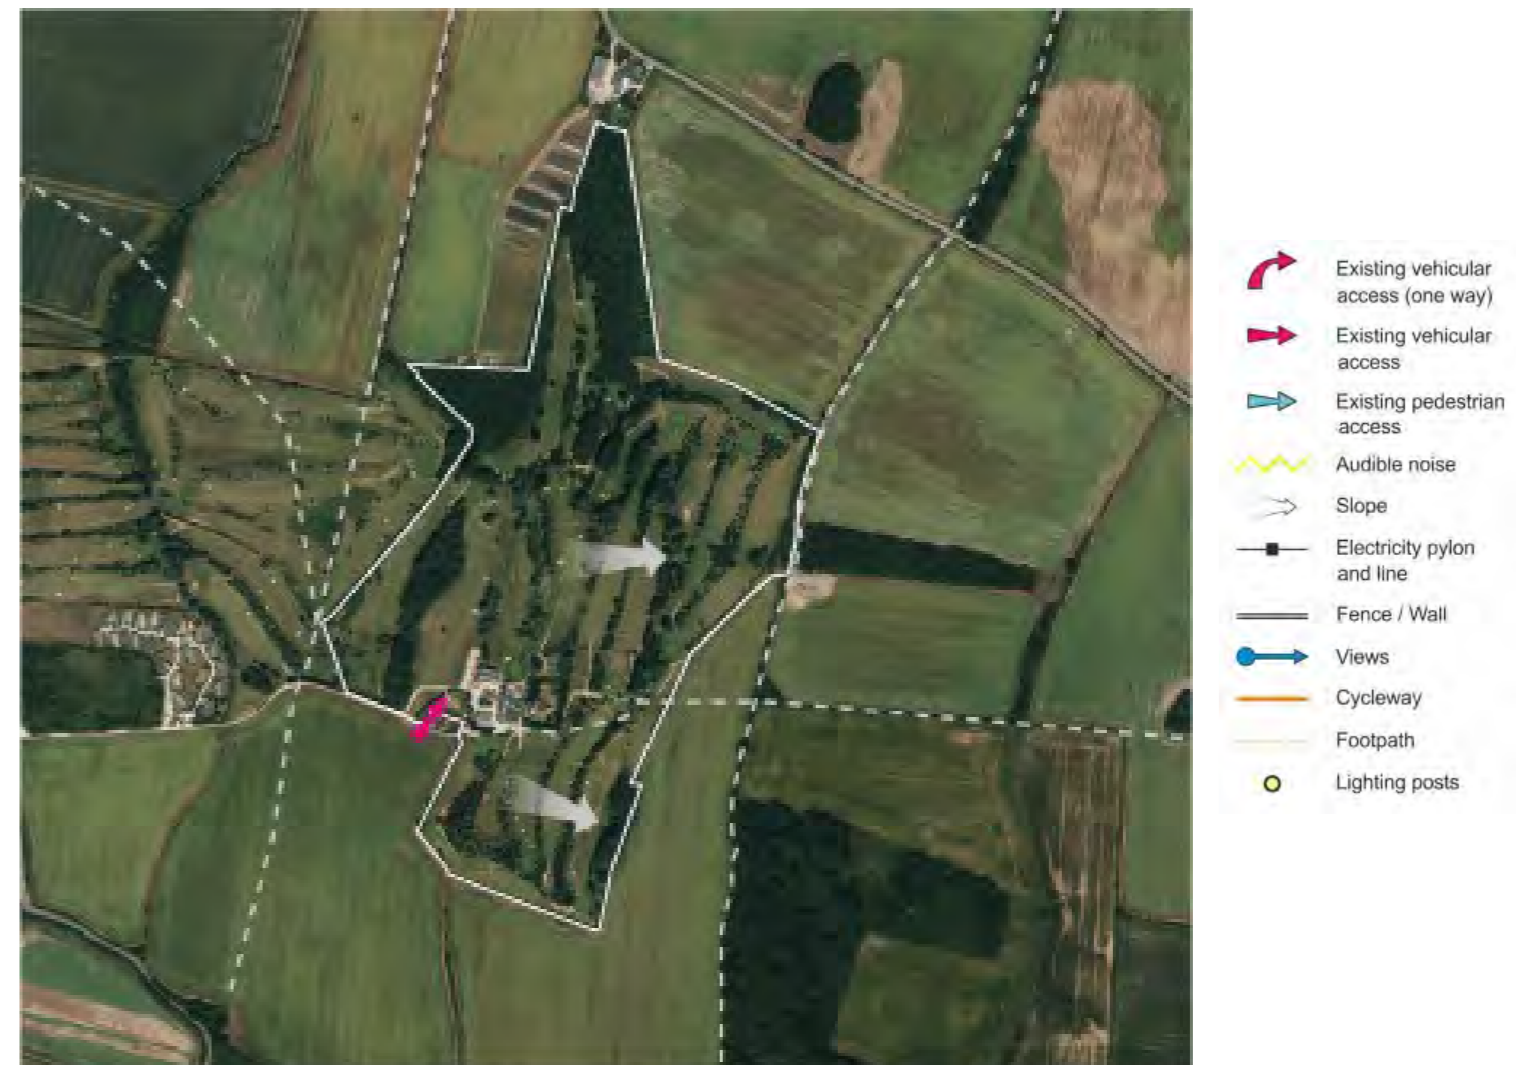 Existing vehicular
access (one way)
Existing vehicular
access
Existing pedestrian
access
Audible noise
Slope
Electricity pylon
and line
Fence / Wall
Views
Cycleway
Footpath
Lighting posts